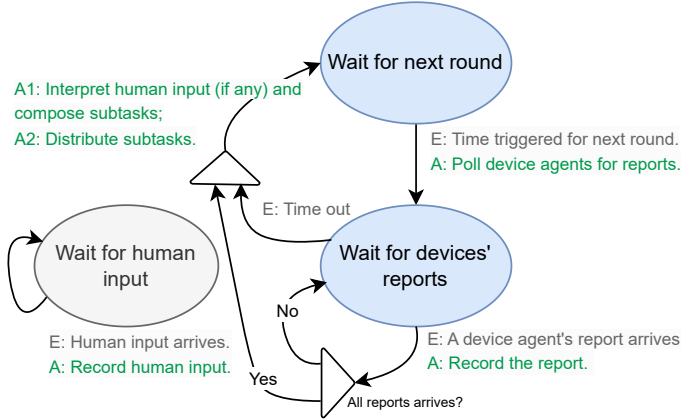 Wait for next round
A1: Interpret human input (if any) and
compose subtasks;
A2: Distribute subtasks.
E: Time triggered for next round.
A: Poll device agents for reports.
E: Time out
Wait for human
input
Wait for devices'
reports
No
E: Human input arrives.
A: Record human input.
E: A device agent's report arrives
A: Record the report.
Yes
All reports arrives?